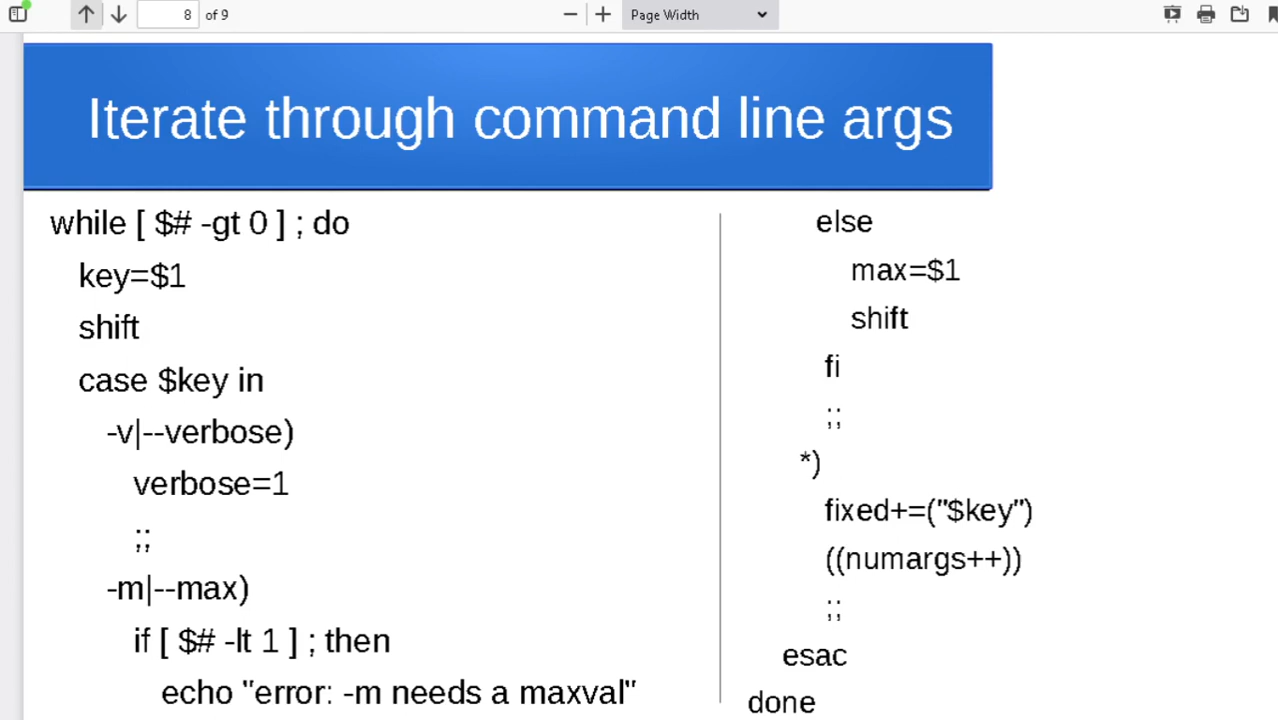 8 of 9
Page Width
Iterate through command line args
while [ $# -gt 0 ] ; do
key=$1
shift
case $key in
-v|--verbose)
verbose=1
;;
-m|--max)
if [ $# -lt 1 ] ; then
echo "error: -m needs a maxval"
else
max=$1
shift
fi
;;
*)
fixed+=("$key")
((numargs++))
;;
esac
done